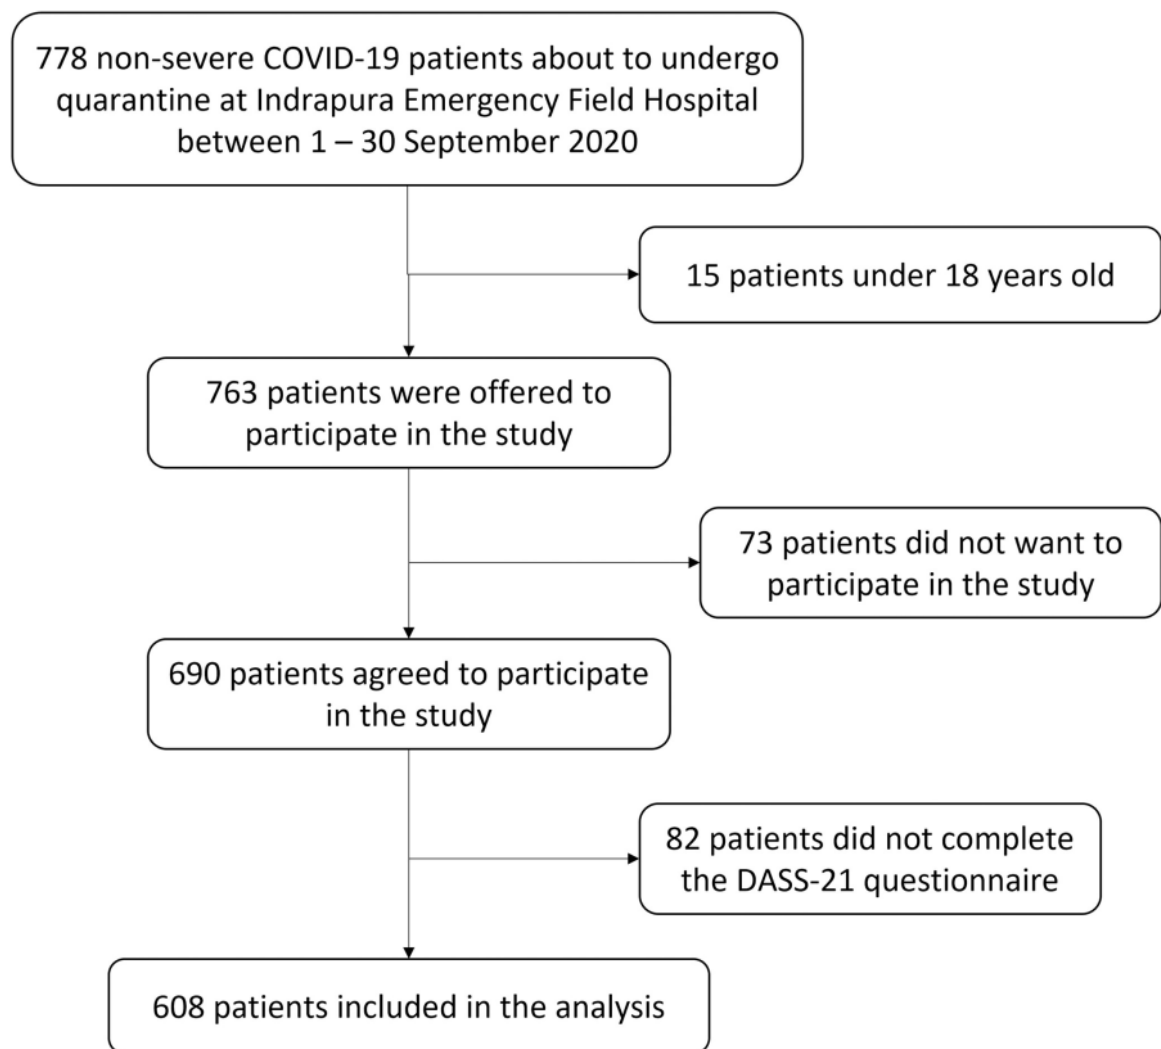 778 non-severe COVID-19 patients about to undergo
quarantine at Indrapura Emergency Field Hospital
between 1 – 30 September 2020
15 patients under 18 years old
763 patients were offered to
participate in the study
73 patients did not want to
participate in the study
690 patients agreed to participate
in the study
82 patients did not complete
the DASS-21 questionnaire
608 patients included in the analysis